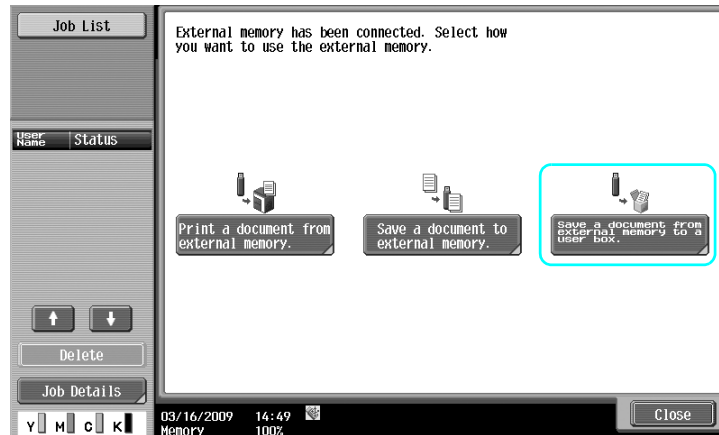 Job List
External memory has been connected. Select how
you want to use the external memory.
User Name Status
Print a document from
external memory.
Save a document to
external memory.
Save a document from
external memory to a
user box.
Delete
Job Details
Y M C K
03/16/2009 14:49
Memory 100%
Close